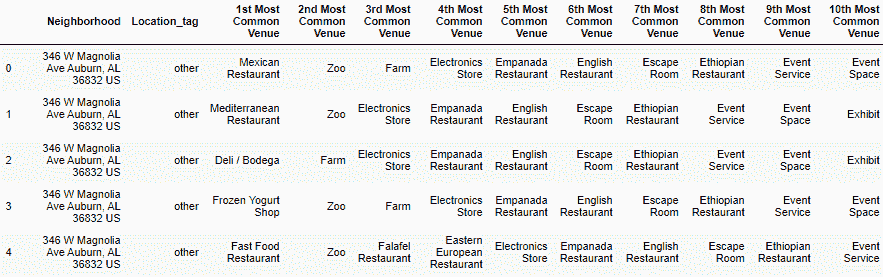 Neighborhood Location_tag 1st Most Common Venue 2nd Most Common Venue 3rd Most Common Venue 4th Most Common Venue 5th Most Common Venue 6th Most Common Venue 7th Most Common Venue 8th Most Common Venue 9th Most Common Venue 10th Most Common Venue
0 346 W Magnolia Ave Auburn, AL 36832 US other Mexican Restaurant Zoo Farm Electronics Store Empanada Restaurant English Restaurant Escape Room Ethiopian Restaurant Event Service Event Space
1 346 W Magnolia Ave Auburn, AL 36832 US other Mediterranean Restaurant Zoo Electronics Store Empanada Restaurant English Restaurant Escape Room Ethiopian Restaurant Event Service Event Space Exhibit
2 346 W Magnolia Ave Auburn, AL 36832 US other Deli / Bodega Farm Electronics Store Empanada Restaurant English Restaurant Escape Room Ethiopian Restaurant Event Service Event Space Exhibit
3 346 W Magnolia Ave Auburn, AL 36832 US other Frozen Yogurt Shop Zoo Farm Electronics Store Empanada Restaurant English Restaurant Escape Room Ethiopian Restaurant Event Service Event Space
4 346 W Magnolia Ave Auburn, AL 36832 US other Fast Food Restaurant Zoo Falafel Restaurant Eastern European Restaurant Electronics Store Empanada Restaurant English Restaurant Escape Room Ethiopian Restaurant Event Service